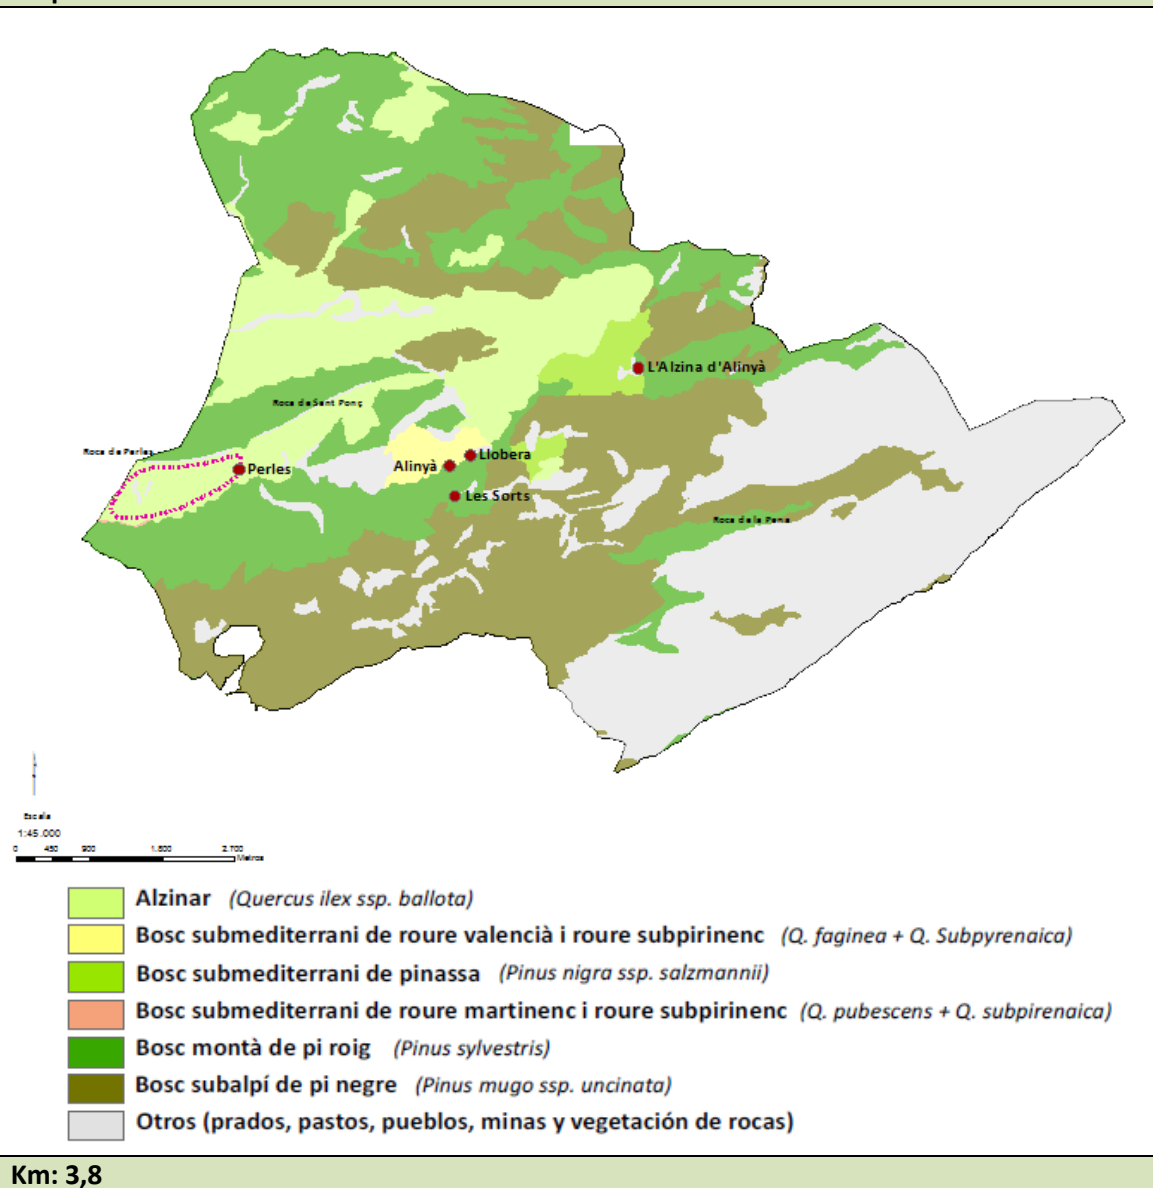 L'Alzina d'Alinyà
Roca de Sant Ponç
Roca de Perles
Llobera
Alinyà
Perles
Les Sorts
Roca de la Pena
Escala
1:45.000
0 450 900 1.800 2.700
Metros
Alzinar (Quercus ilex ssp. ballota)
Bosc submediterrani de roure valencià i roure subpirinenc (Q. faginea + Q. Subpyrenaica)
Bosc submediterrani de pinassa (Pinus nigra ssp. salzmannii)
Bosc submediterrani de roure martinenc i roure subpirinenc (Q. pubescens + Q. subpirenaica)
Bosc montà de pi roig (Pinus sylvestris)
Bosc subalpí de pi negre (Pinus mugo ssp. uncinata)
Otros (prados, pastos, pueblos, minas y vegetación de rocas)
Km: 3,8